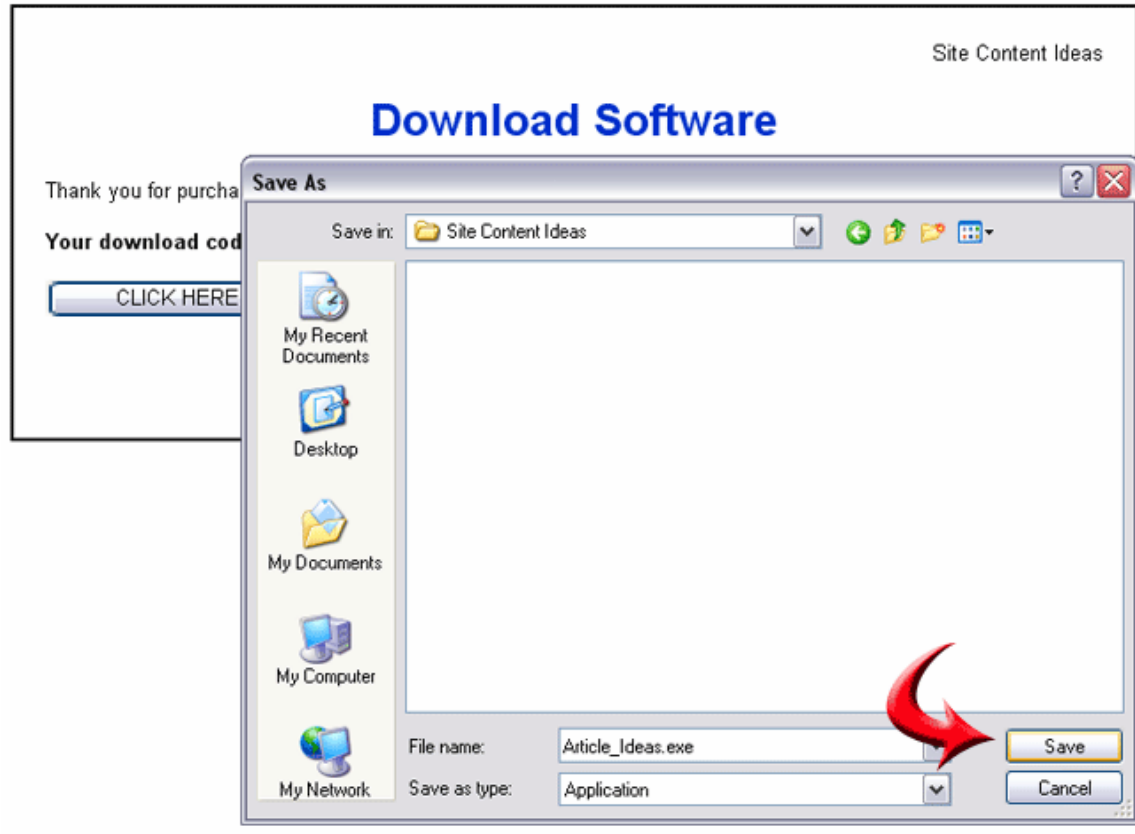 Site Content Ideas
Download Software
Thank you for purcha
Your download cod
CLICK HERE
Save As
Save in:
Site Content Ideas
My Recent
Documents
Desktop
My Documents
My Computer
My Network
File name:
Article_Ideas.exe
Save
Save as type:
Application
Cancel